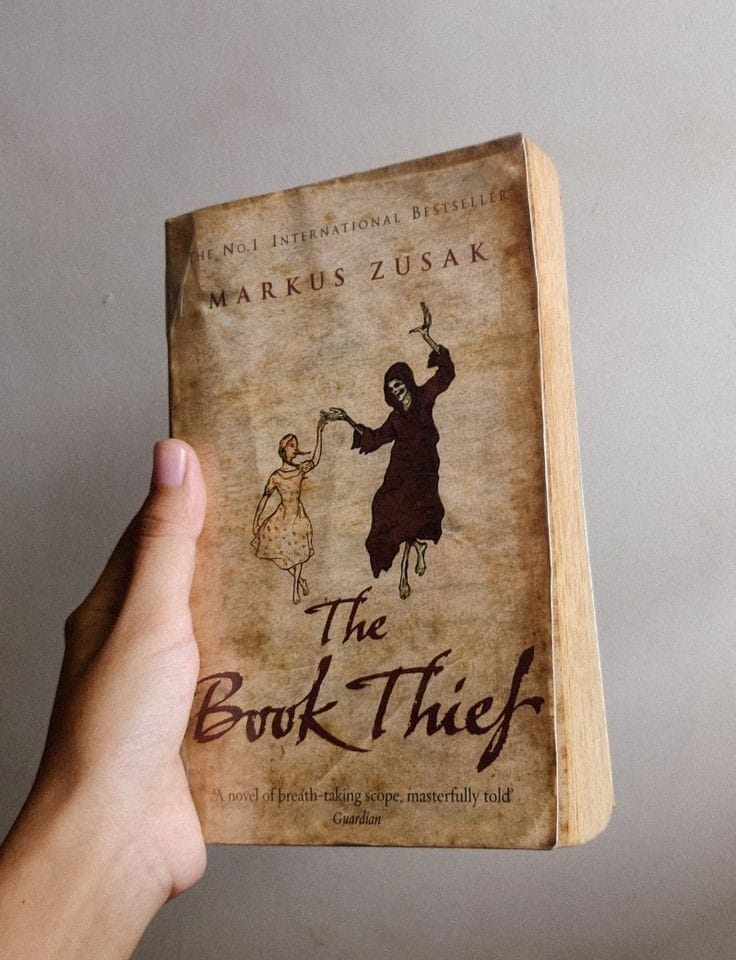 THE NO.1 INTERNATIONAL BESTSELLER
MARKUS ZUSAK
The
Book Thief
'A novel of breath-taking scope, masterfully told'
Guardian